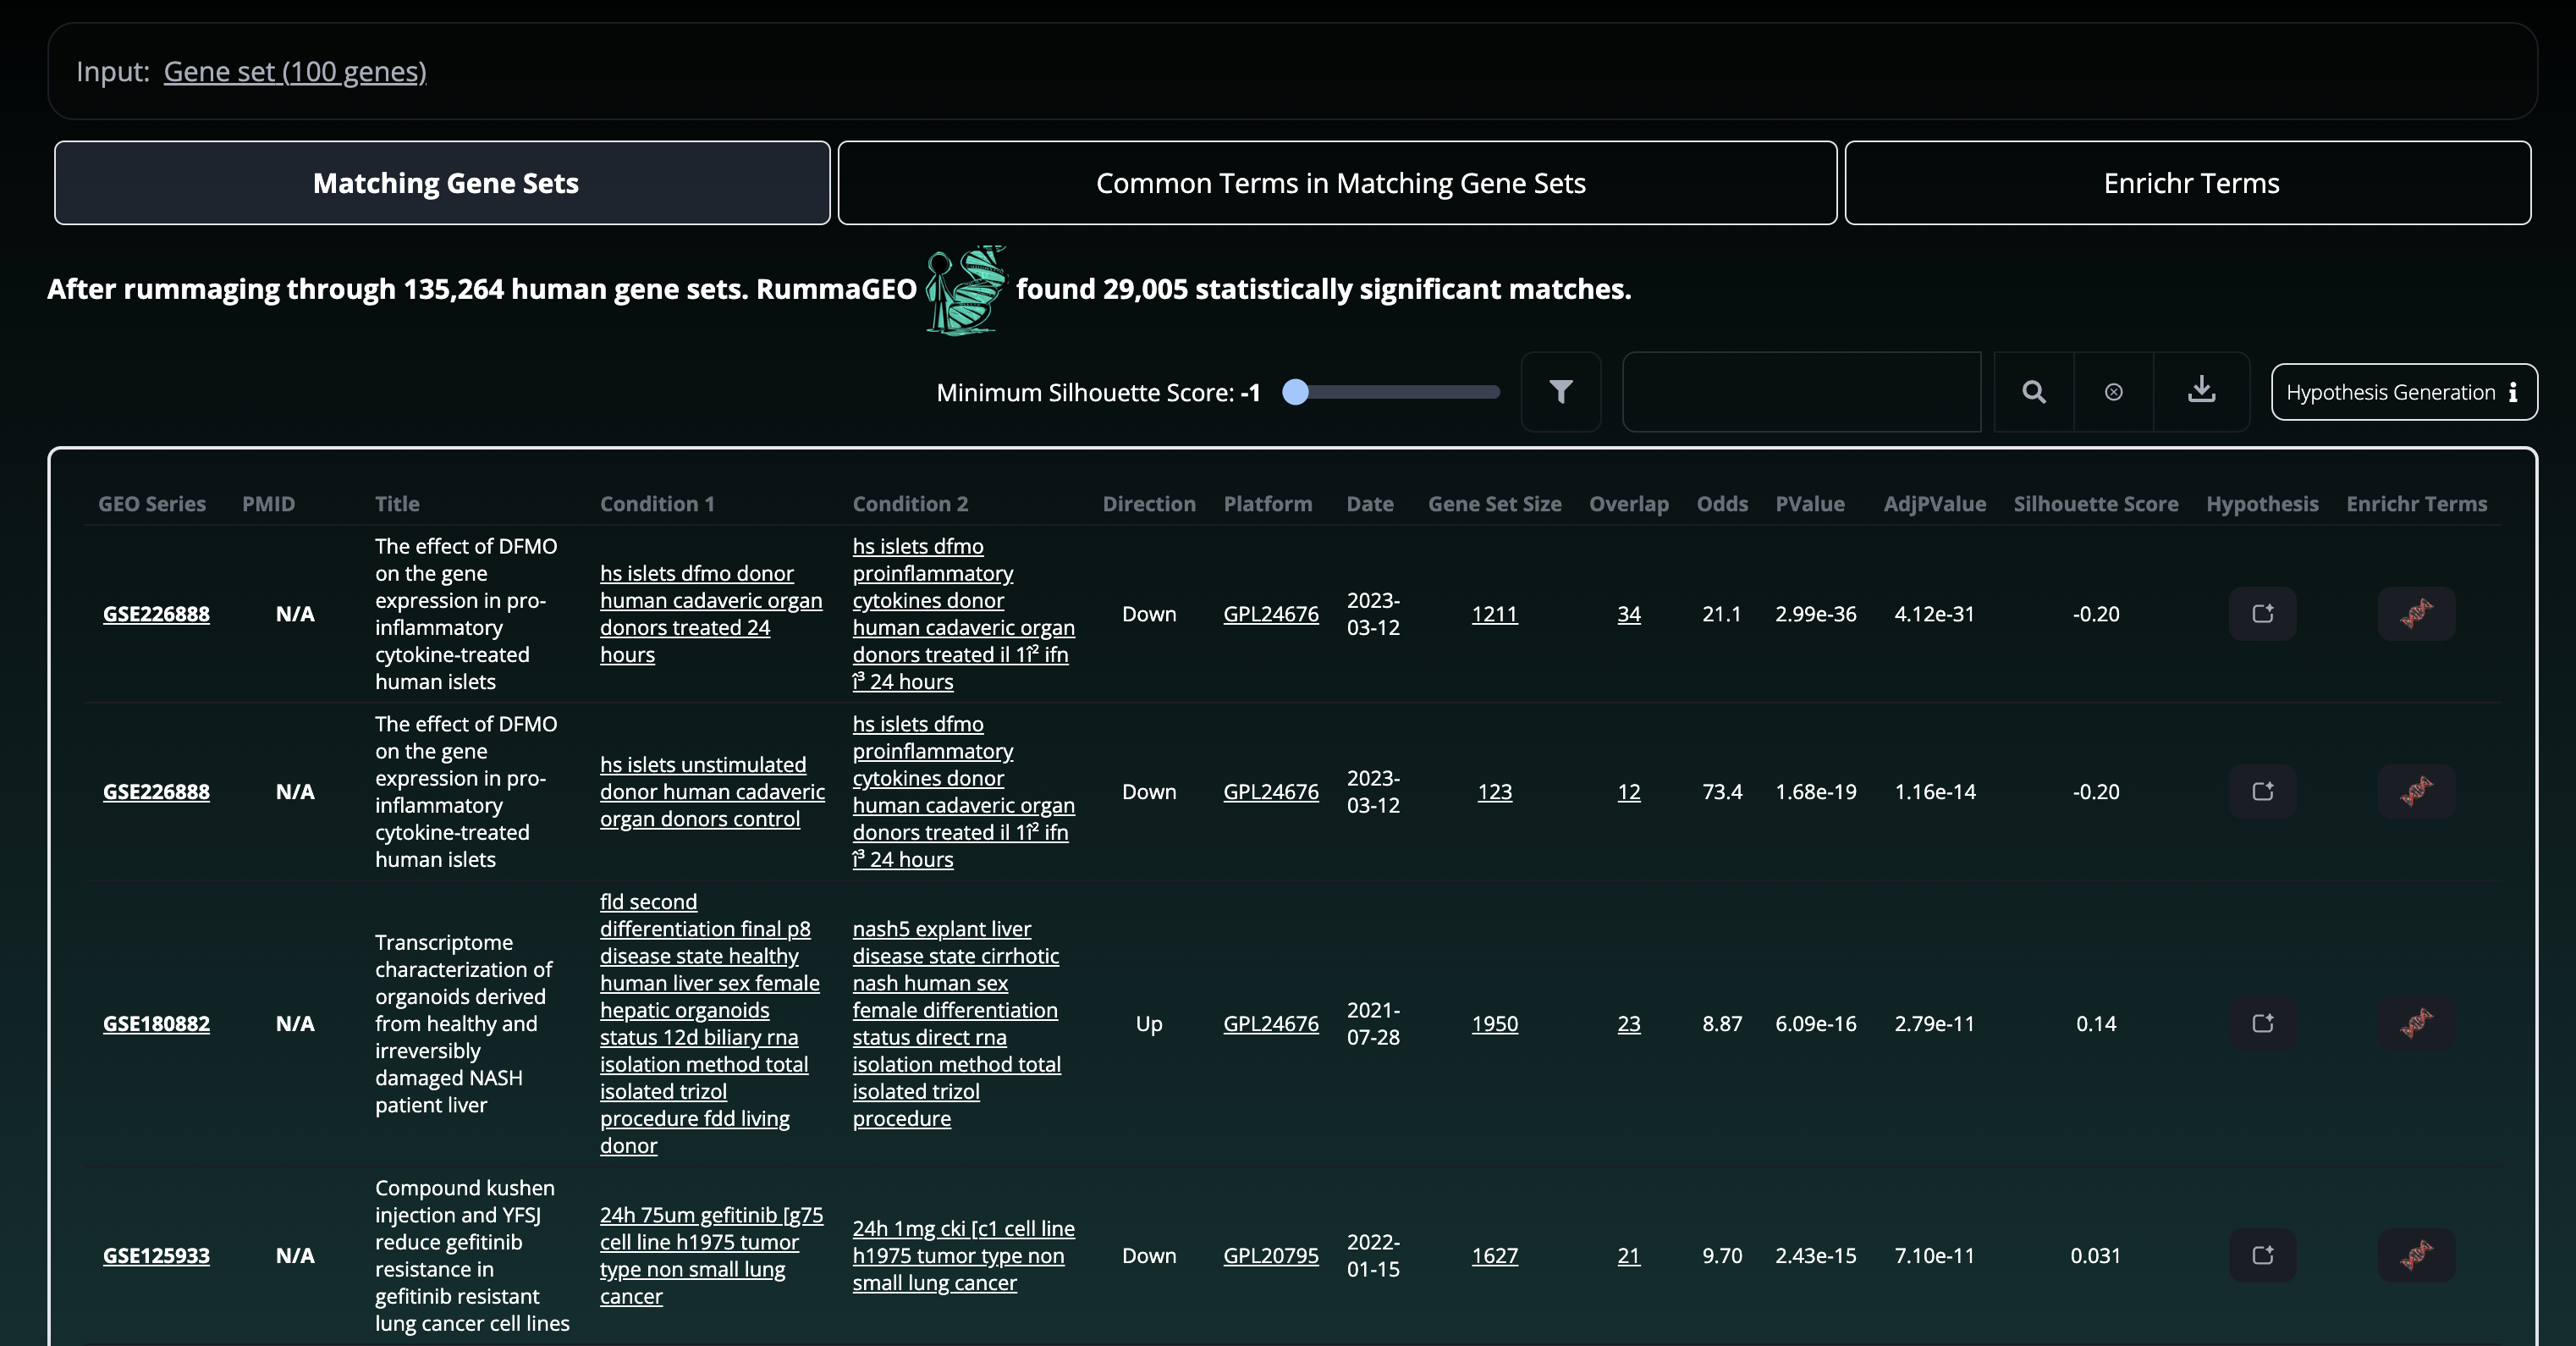 Input: Gene set (100 genes)
Matching Gene Sets
Common Terms in Matching Gene Sets
Enrichr Terms
After rummaging through 135,264 human gene sets. RummaGEO found 29,005 statistically significant matches.
Minimum Silhouette Score: -1
Hypothesis Generation i
GEO Series PMID Title Condition 1 Condition 2 Direction Platform Date Gene Set Size Overlap Odds PValue AdjPValue Silhouette Score Hypothesis Enrichr Terms
GSE226888
N/A
The effect of DFMO
on the gene
expression in pro-
inflammatory
cytokine-treated
human islets
hs islets dfmo donor
human cadaveric organ
donors treated 24
hours
hs islets dfmo
proinflammatory
cytokines donor
human cadaveric organ
donors treated il 1î² ifn
î³ 24 hours
Down
GPL24676
2023-
03-12
1211
34
21.1
2.99e-36
4.12e-31
-0.20
GSE226888
N/A
The effect of DFMO
on the gene
expression in pro-
inflammatory
cytokine-treated
human islets
hs islets unstimulated
donor human cadaveric
organ donors control
hs islets dfmo
proinflammatory
cytokines donor
human cadaveric organ
donors treated il 1î² ifn
î³ 24 hours
Down
GPL24676
2023-
03-12
123
12
73.4
1.68e-19
1.16e-14
-0.20
GSE180882
N/A
Transcriptome
characterization of
organoids derived
from healthy and
irreversibly
damaged NASH
patient liver
fld second
differentiation final p8
disease state healthy
human liver sex female
hepatic organoids
status 12d biliary rna
isolation method total
isolated trizol
procedure fdd living
donor
nash5 explant liver
disease state cirrhotic
nash human sex
female differentiation
status direct rna
isolation method total
isolated trizol
procedure
Up
GPL24676
2021-
07-28
1950
23
8.87
6.09e-16
2.79e-11
0.14
GSE125933
N/A
Compound kushen
injection and YFSJ
reduce gefitinib
resistance in
gefitinib resistant
lung cancer cell lines
24h 75um gefitinib [g75
cell line h1975 tumor
type non small lung
cancer
24h 1mg cki [c1 cell line
h1975 tumor type non
small lung cancer
Down
GPL20795
2022-
01-15
1627
21
9.70
2.43e-15
7.10e-11
0.031